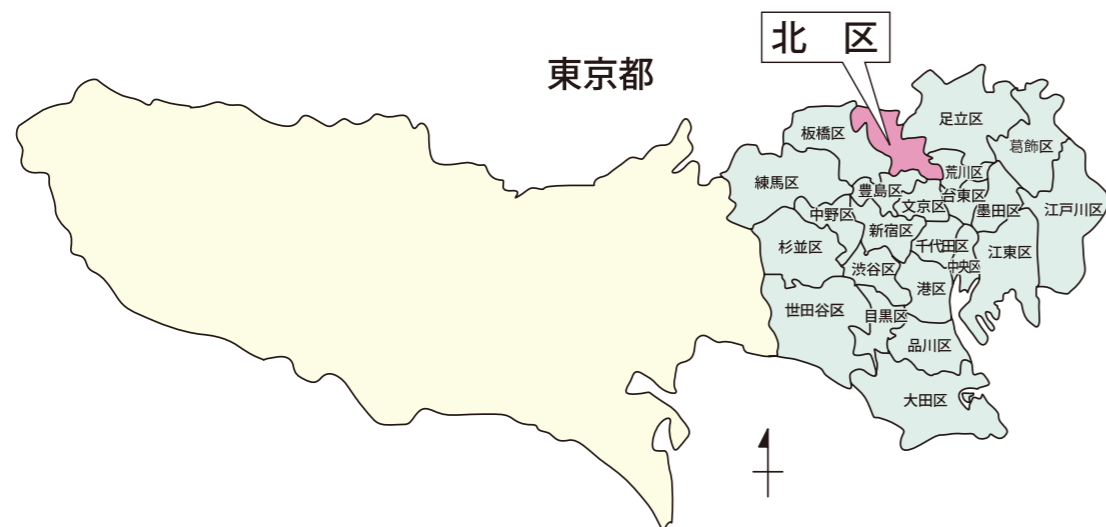 北　区
東京都
足立区
板橋区
葛飾区
荒川区
練馬区
豊島区
台東区
文京区
墨田区
江戸川区
中野区
新宿区
千代田区
杉並区
江東区
渋谷区
中央区
港区
世田谷区
目黒区
品川区
大田区